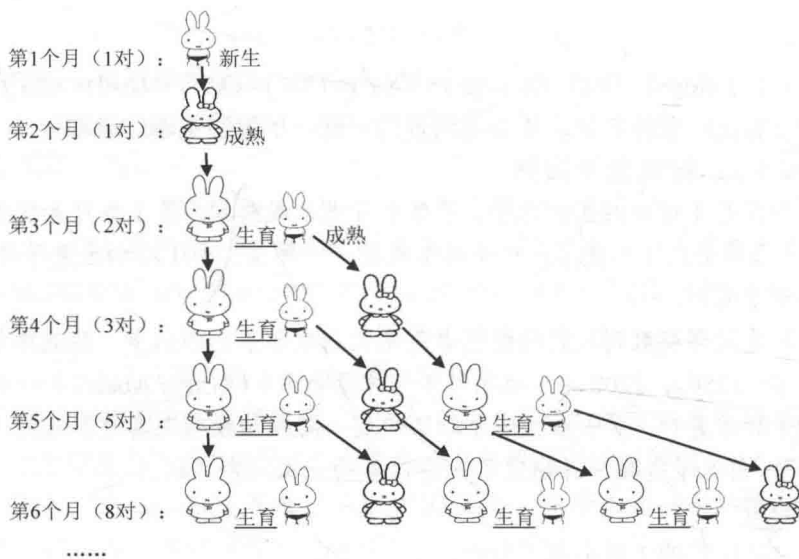 第1个月（1对）： 新生
第2个月（1对）： 成熟
第3个月（2对）： 生育 成熟
第4个月（3对）： 生育
第5个月（5对）： 生育 生育
第6个月（8对）： 生育 生育 生育
……